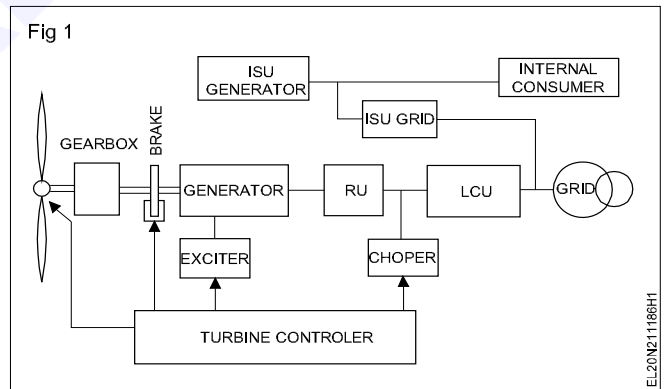 Fig 1
ISU
GENERATOR
INTERNAL
CONSUMER
ISU GRID
GEARBOX
BRAKE
GENERATOR
RU
LCU
GRID
EXCITER
CHOPER
TURBINE CONTROLER
EL20N211186H1